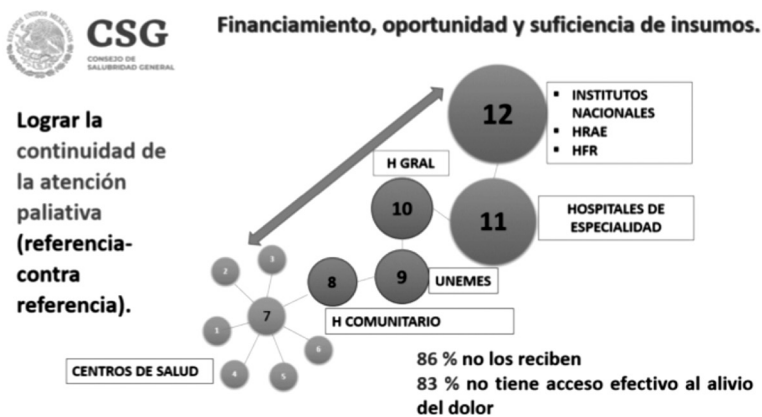 Financiamiento, oportunidad y suficiencia de insumos.
ESTADOS UNIDOS MEXICANOS
CSG
CONSEJO DE
SALUBRIDAD GENERAL
Lograr la
continuidad de
la atención
paliativa
(referencia-
contra
referencia).
12
▪ INSTITUTOS
NACIONALES
▪ HRAE
▪ HFR
H GRAL
10
11
HOSPITALES DE
ESPECIALIDAD
9
UNEMES
8
H COMUNITARIO
3
2
7
1
6
4
5
CENTROS DE SALUD
86 % no los reciben
83 % no tiene acceso efectivo al alivio
del dolor